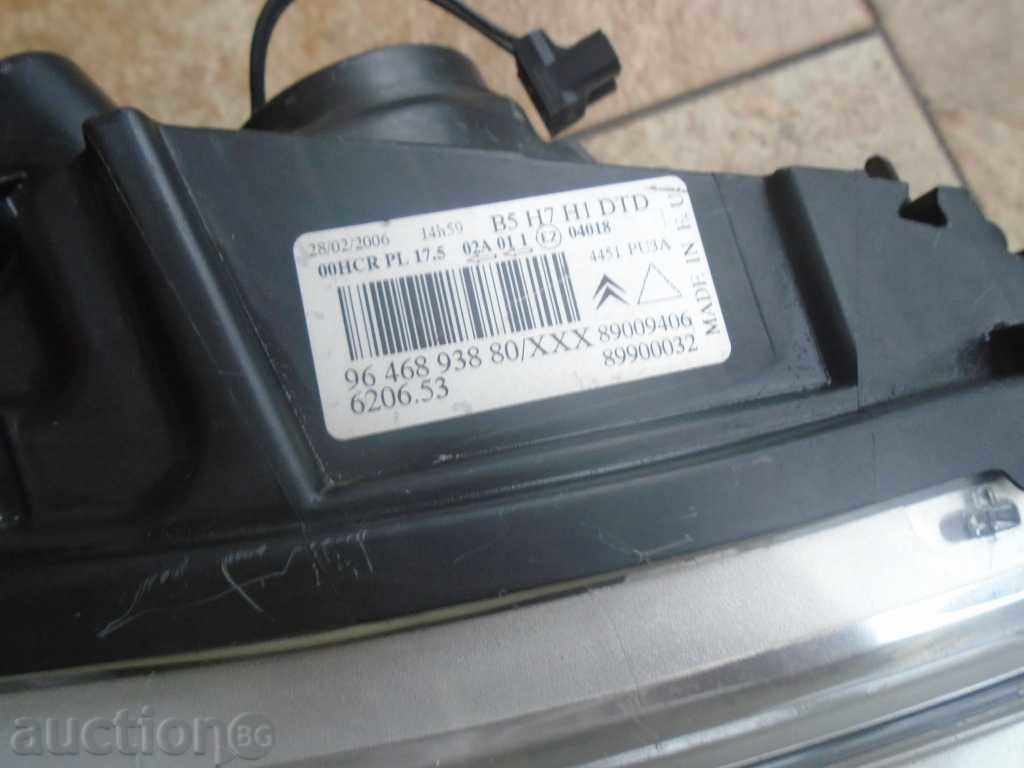 28/02/2006 14h59 B5 H7 H1 DTD
00HCR PL 17.5 02A 01 1 04018
4451 PU3A
96 468 938 80/XXX 89009406
6206.53 89900032
MADE IN
auction BG